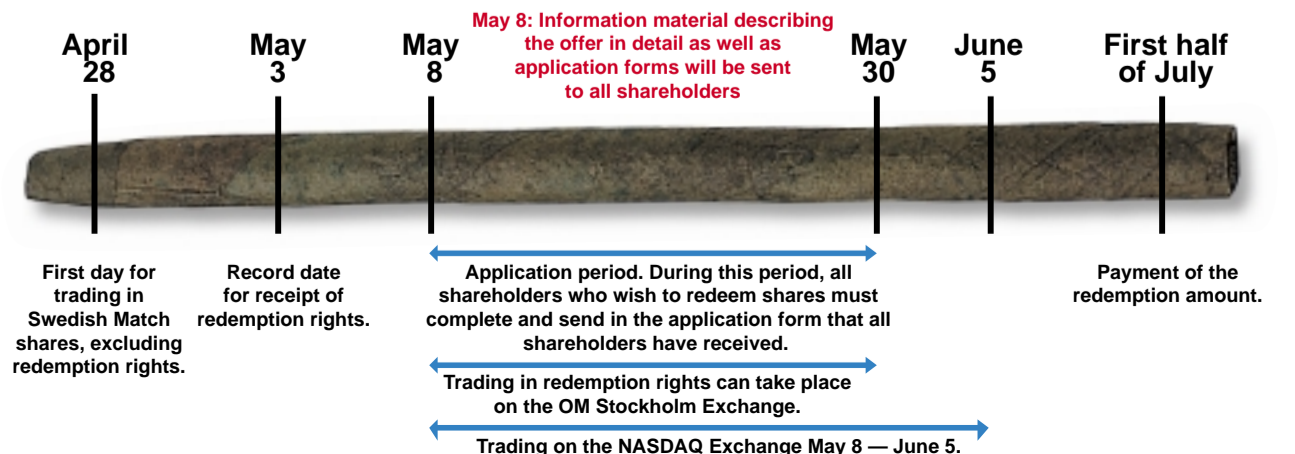 May 8: Information material describing
the offer in detail as well as
application forms will be sent
to all shareholders
April
28
May
3
May
8
May
30
June
5
First half
of July
First day for
trading in
Swedish Match
shares, excluding
redemption rights.
Record date
for receipt of
redemption rights.
Application period. During this period, all
shareholders who wish to redeem shares must
complete and send in the application form that all
shareholders have received.
Trading in redemption rights can take place
on the OM Stockholm Exchange.
Trading on the NASDAQ Exchange May 8 — June 5.
Payment of the
redemption amount.